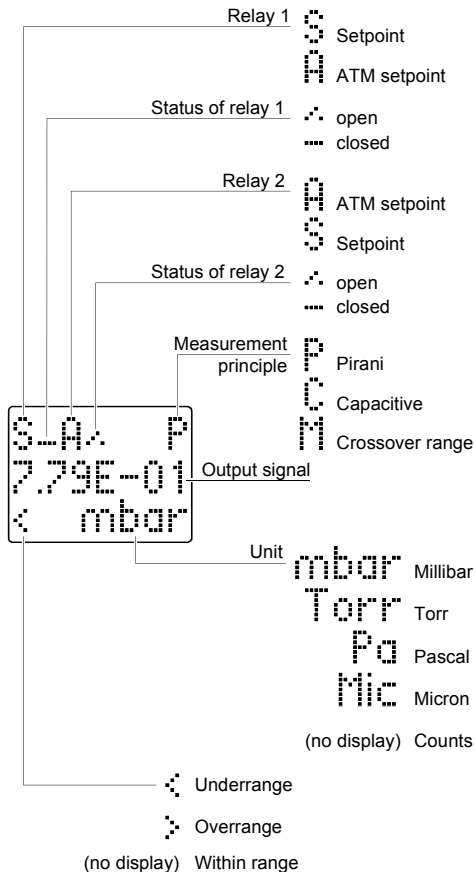 Relay 1 S Setpoint
A ATM setpoint
Status of relay 1 open
closed
Relay 2 A ATM setpoint
S Setpoint
Status of relay 2 open
closed
Measurement principle P Pirani
C Capacitive
M Crossover range
S A P
7.79E-01 Output signal
< mbar
Unit mbar Millibar
Torr Torr
Pa Pascal
Mic Micron
(no display) Counts
< Underrange
> Overrange
(no display) Within range